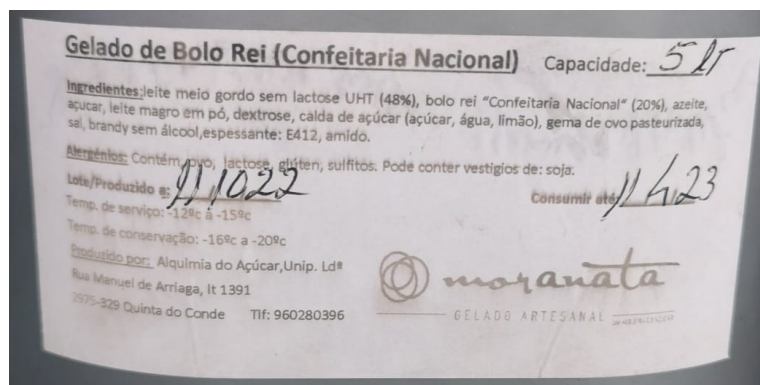 Gelado de Bolo Rei (Confeitaria Nacional) Capacidade: 5 lt
Ingredientes:leite meio gordo sem lactose UHT (48%), bolo rei "Confeitaria Nacional" (20%), azeite,
açucar, leite magro em pó, dextrose, calda de açúcar (açúcar, água, limão), gema de ovo pasteurizada,
sal, brandy sem álcool,espessante: E412, amido.
Alergénios: Contém, ovo, lactose, glúten, sulfitos. Pode conter vestigios de: soja.
Lote/Produzido a: 11,10,22 Consumir até 11,4,23
Temp. de serviço: -12ºc á -15ºc
Temp. de conservação: -16ºc a -20ºc
Produzido por: Alquimia do Açúcar,Unip. Ldª
Rua Manuel de Arriaga, lt 1391
2975-329 Quinta do Conde Tlf: 960280396
moranata
GELADO ARTESANAL